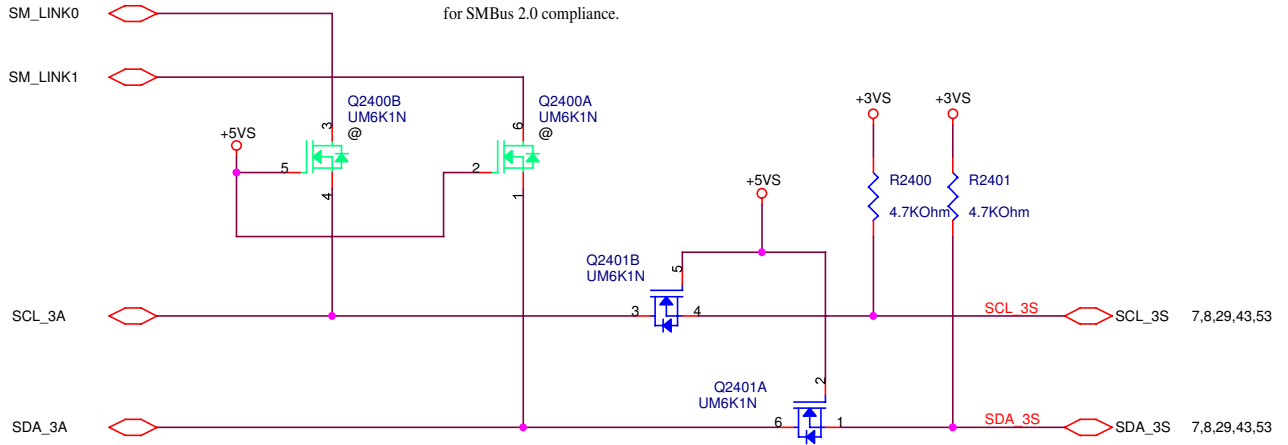 SM_LINK0
for SMBus 2.0 compliance.
SM_LINK1
Q2400B
UM6K1N
@
Q2400A
UM6K1N
@
+3VS
+3VS
+5VS
3
6
5
2
4
1
+5VS
R2400
4.7KOhm
R2401
4.7KOhm
Q2401B
UM6K1N
5
SCL_3A
3
4
SCL_3S
SCL_3S
7,8,29,43,53
Q2401A
UM6K1N
2
SDA_3A
6
1
SDA_3S
SDA_3S
7,8,29,43,53